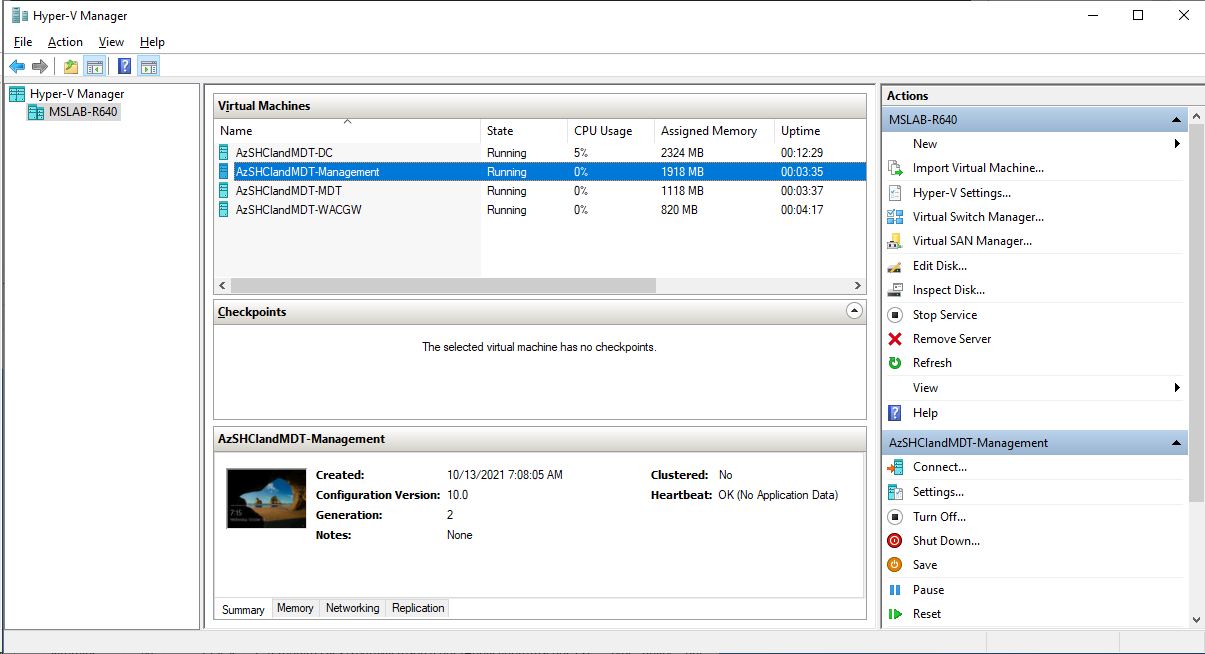 Hyper-V Manager
File Action View Help
Hyper-V Manager
MSLAB-R640
Virtual Machines
Name State CPU Usage Assigned Memory Uptime
AzSHCIandMDT-DC Running 5% 2324 MB 00:12:29
AzSHCIandMDT-Management Running 0% 1918 MB 00:03:35
AzSHCIandMDT-MDT Running 0% 1118 MB 00:03:37
AzSHCIandMDT-WACGW Running 0% 820 MB 00:04:17
Checkpoints
The selected virtual machine has no checkpoints.
AzSHCIandMDT-Management
Created: 10/13/2021 7:08:05 AM Clustered: No
Configuration Version: 10.0 Heartbeat: OK (No Application Data)
Generation: 2
Notes: None
7:15
Summary Memory Networking Replication
Actions
MSLAB-R640
New
Import Virtual Machine...
Hyper-V Settings...
Virtual Switch Manager...
Virtual SAN Manager...
Edit Disk...
Inspect Disk...
Stop Service
Remove Server
Refresh
View
Help
AzSHCIandMDT-Management
Connect...
Settings...
Turn Off...
Shut Down...
Save
Pause
Reset